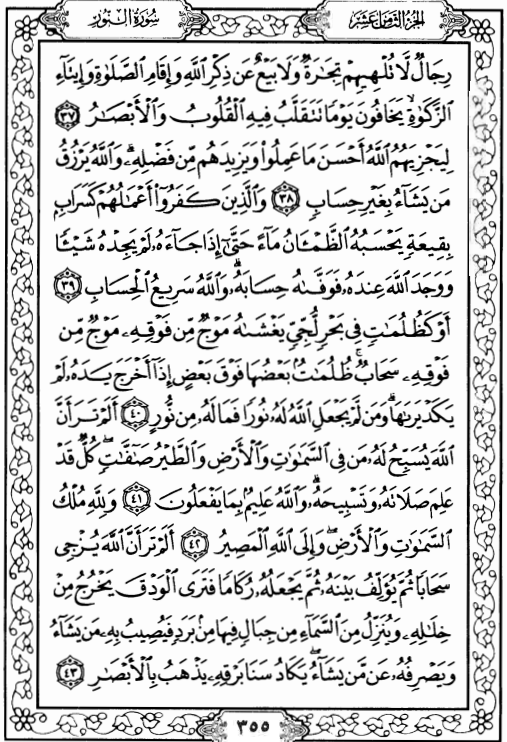 الجزء الثامن عشر
سورة النور
رِجَالٌ لَّا تُلْهِيهِمْ تِجَٰرَةٌ وَلَا بَيْعٌ عَن ذِكْرِ ٱللَّهِ وَإِقَامِ ٱلصَّلَوٰةِ وَإِيتَآءِ
ٱلزَّكَوٰةِ يَخَافُونَ يَوْمًا تَتَقَلَّبُ فِيهِ ٱلْقُلُوبُ وَٱلْأَبْصَٰرُ ٣٧
لِيَجْزِيَهُمُ ٱللَّهُ أَحْسَنَ مَا عَمِلُوا۟ وَيَزِيدَهُم مِّن فَضْلِهِۦ وَٱللَّهُ يَرْزُقُ
مَن يَشَآءُ بِغَيْرِ حِسَابٍ ٣٨ وَٱلَّذِينَ كَفَرُوٓا۟ أَعْمَٰلُهُمْ كَسَرَابٍۭ
بِقِيعَةٍ يَحْسَبُهُ ٱلظَّمْـَٔانُ مَآءً حَتَّىٰٓ إِذَا جَآءَهُۥ لَمْ يَجِدْهُ شَيْـًٔا
وَوَجَدَ ٱللَّهَ عِندَهُۥ فَوَفَّىٰهُ حِسَابَهُۥ ۗ وَٱللَّهُ سَرِيعُ ٱلْحِسَابِ ٣٩
أَوْ كَظُلُمَٰتٍ فِى بَحْرٍ لُّجِّىٍّ يَغْشَىٰهُ مَوْجٌ مِّن فَوْقِهِۦ مَوْجٌ مِّن
فَوْقِهِۦ سَحَابٌ ۚ ظُلُمَٰتٌۢ بَعْضُهَا فَوْقَ بَعْضٍ إِذَآ أَخْرَجَ يَدَهُۥ لَمْ
يَكَدْ يَرَىٰهَا ۗ وَمَن لَّمْ يَجْعَلِ ٱللَّهُ لَهُۥ نُورًا فَمَا لَهُۥ مِن نُّورٍ ٤٠ أَلَمْ تَرَ أَنَّ
ٱللَّهَ يُسَبِّحُ لَهُۥ مَن فِى ٱلسَّمَٰوَٰتِ وَٱلْأَرْضِ وَٱلطَّيْرُ صَٰٓفَّٰتٍ ۖ كُلٌّ قَدْ
عَلِمَ صَلَاتَهُۥ وَتَسْبِيحَهُۥ ۗ وَٱللَّهُ عَلِيمٌۢ بِمَا يَفْعَلُونَ ٤١ وَلِلَّهِ مُلْكُ
ٱلسَّمَٰوَٰتِ وَٱلْأَرْضِ ۖ وَإِلَى ٱللَّهِ ٱلْمَصِيرُ ٤٢ أَلَمْ تَرَ أَنَّ ٱللَّهَ يُزْجِى
سَحَابًا ثُمَّ يُؤَلِّفُ بَيْنَهُۥ ثُمَّ يَجْعَلُهُۥ رُكَامًا فَتَرَى ٱلْوَدْقَ يَخْرُجُ مِنْ
خِلَٰلِهِۦ وَيُنَزِّلُ مِنَ ٱلسَّمَآءِ مِن جِبَالٍ فِيهَا مِنۢ بَرَدٍ فَيُصِيبُ بِهِۦ مَن يَشَآءُ
وَيَصْرِفُهُۥ عَن مَّن يَشَآءُ ۖ يَكَادُ سَنَا بَرْقِهِۦ يَذْهَبُ بِٱلْأَبْصَٰرِ ٤٣
٣٥٥